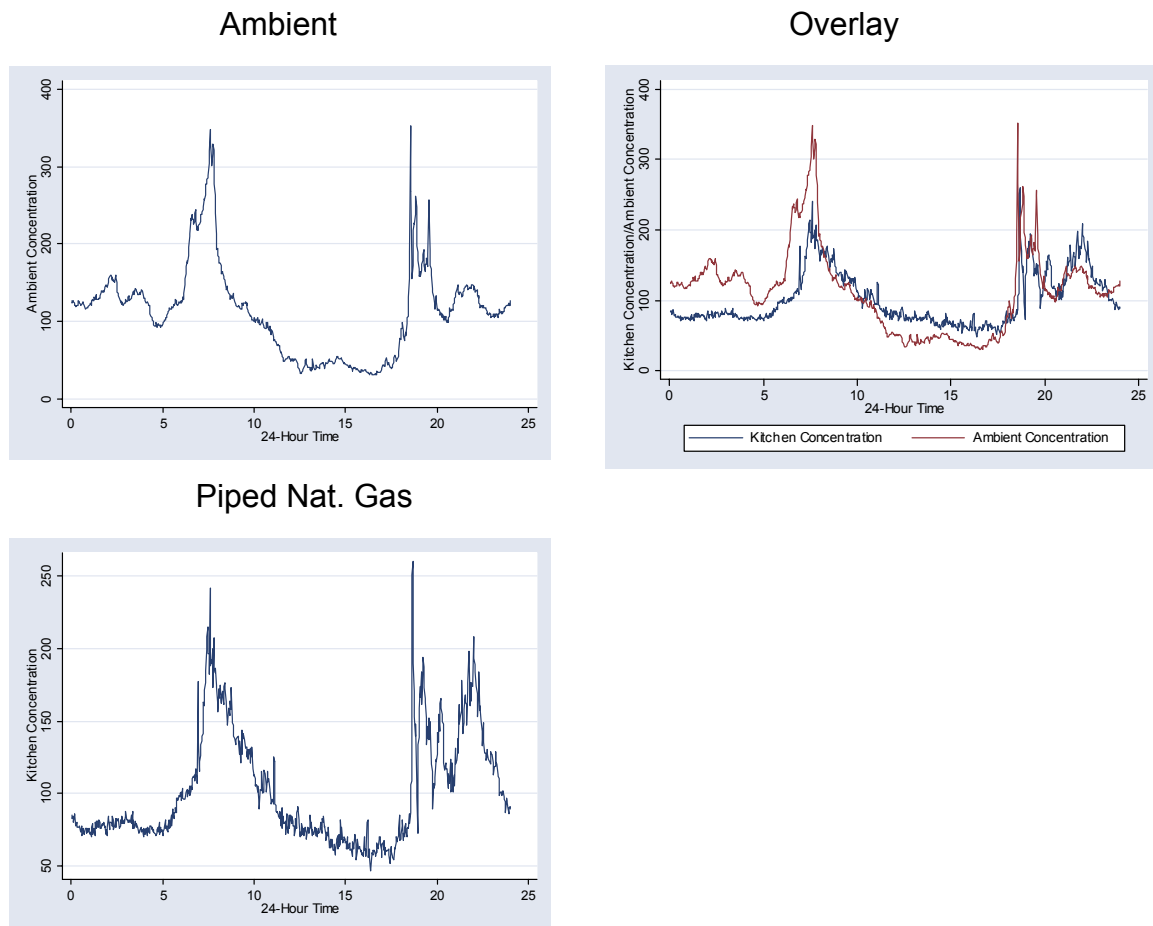 Ambient
Ambient Concentration
400
300
200
100
0
0 5 10 15 20 25
24-Hour Time
Overlay
Kitchen Concentration/Ambient Concentration
400
300
200
100
0
0 5 10 15 20 25
24-Hour Time
Kitchen Concentration Ambient Concentration
Piped Nat. Gas
Kitchen Concentration
250
200
150
100
50
0 5 10 15 20 25
24-Hour Time